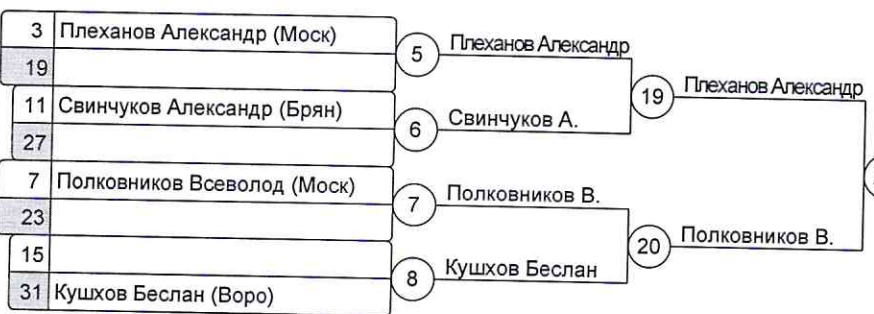 3 Плеханов Александр (Моск)
19
5 Плеханов Александр
11 Свинчуков Александр (Брян)
27
6 Свинчуков А.
19 Плеханов Александр
7 Полковников Всеволод (Моск)
23
7 Полковников В.
15
31 Кушхов Беслан (Воро)
8 Кушхов Беслан
20 Полковников В.